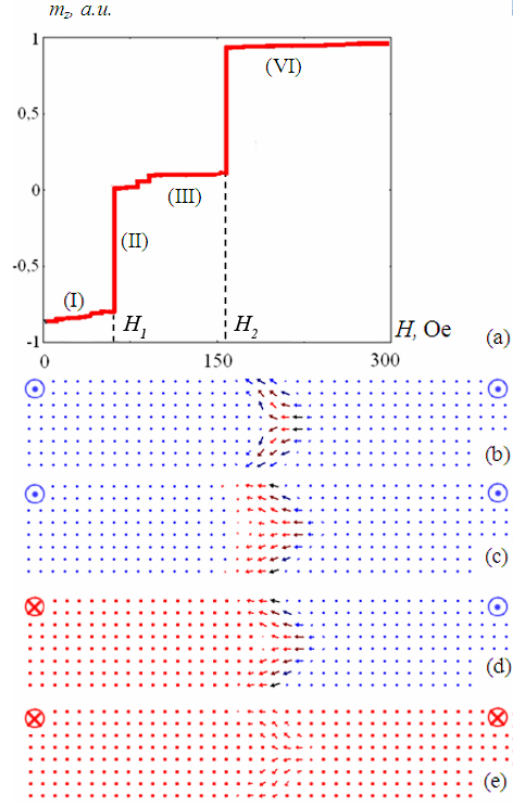 m_z, a.u.
1
0,5
0
-0,5
-1
(VI)
(III)
(II)
(I)
H_1
H_2
H, Oe
0
150
300
(a)
(b)
(c)
(d)
(e)